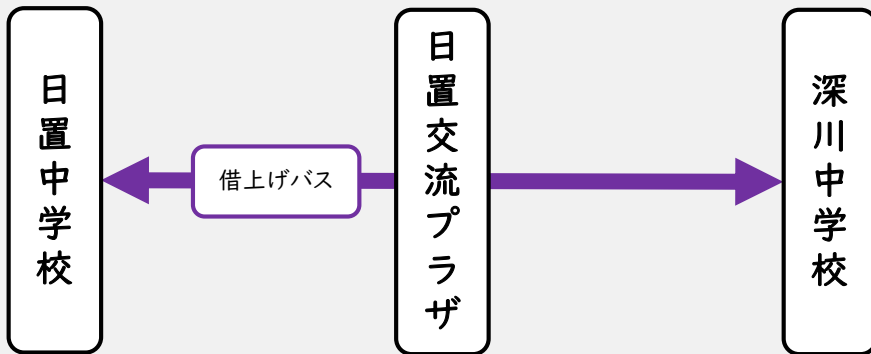 日置中学校
借上げバス
日置交流プラザ
深川中学校